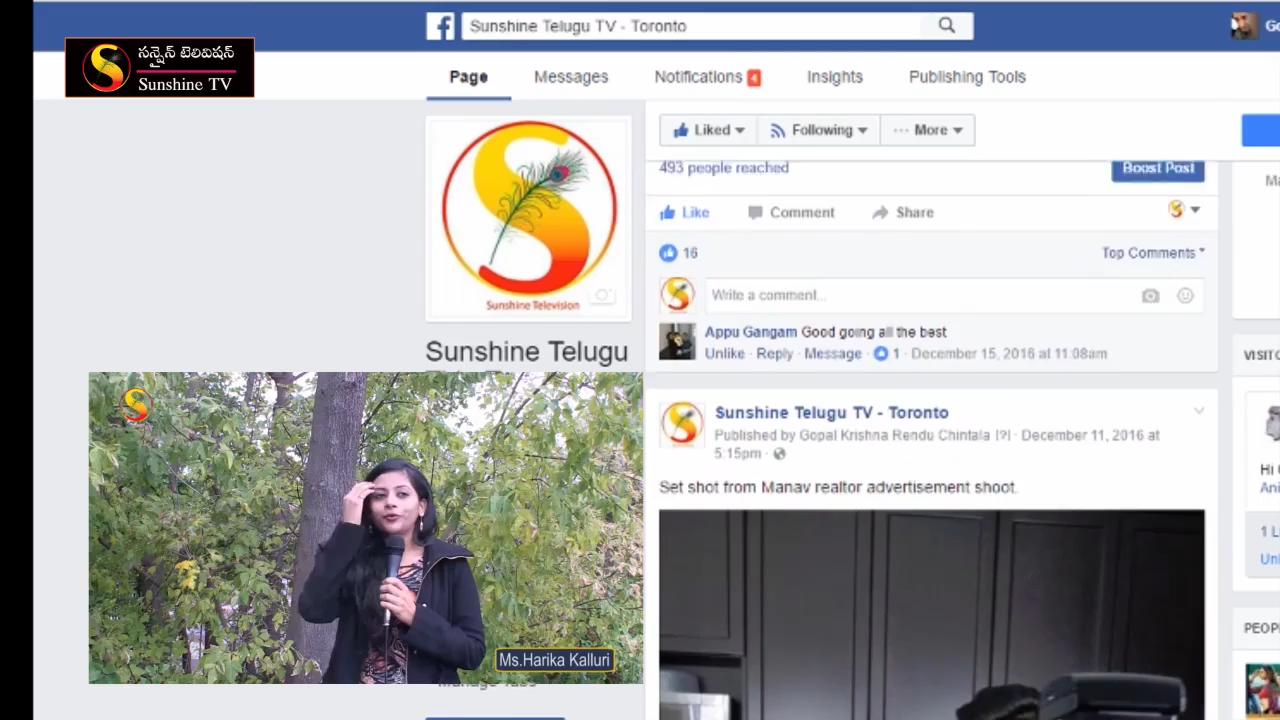 Sunshine Telugu TV - Toronto
సన్షైన్ టెలివిషన్
Sunshine TV
Page
Messages
Notifications 4
Insights
Publishing Tools
Liked
Following
More
Sunshine Television
Sunshine Telugu
493 people reached
Boost Post
Like
Comment
Share
16
Top Comments
Write a comment...
Appu Gangam Good going all the best
Unlike · Reply · Message · 1 · December 15, 2016 at 11:08am
Sunshine Telugu TV - Toronto
Published by Gopal Krishna Rendu Chintala [?] · December 11, 2016 at
5:15pm ·
Set shot from Manav realtor advertisement shoot.
Ms.Harika Kalluri
VISITO
Hi
Ani
1 L
Unl
PEOPL